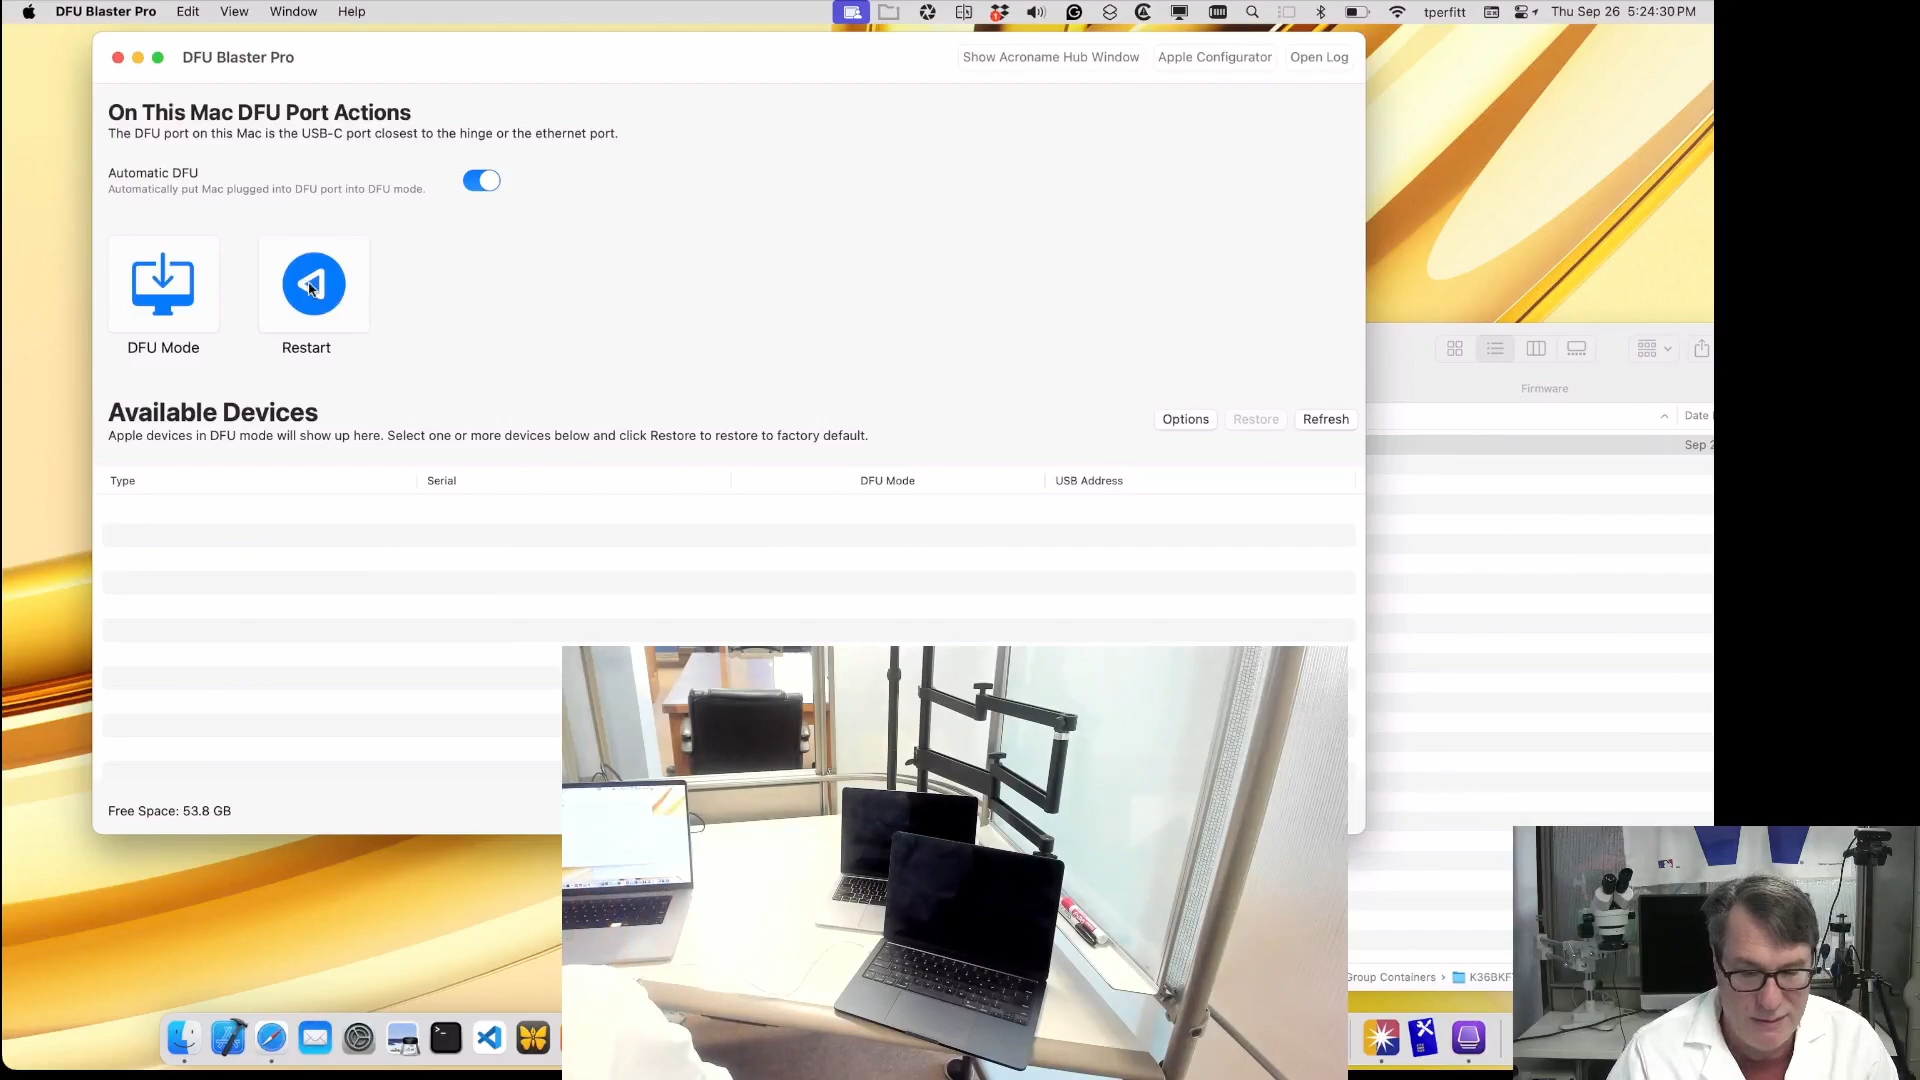 DFU Blaster Pro Edit View Window Help tperfitt Thu Sep 26 5:24:30 PM
DFU Blaster Pro Show Acroname Hub Window Apple Configurator Open Log
On This Mac DFU Port Actions
The DFU port on this Mac is the USB-C port closest to the hinge or the ethernet port.
Automatic DFU
Automatically put Mac plugged into DFU port into DFU mode.
DFU Mode Restart
Firmware
Available Devices
Options Restore Refresh
Date
Apple devices in DFU mode will show up here. Select one or more devices below and click Restore to restore to factory default.
Sep 2
Type Serial DFU Mode USB Address
Free Space: 53.8 GB
Group Containers › K36BKF